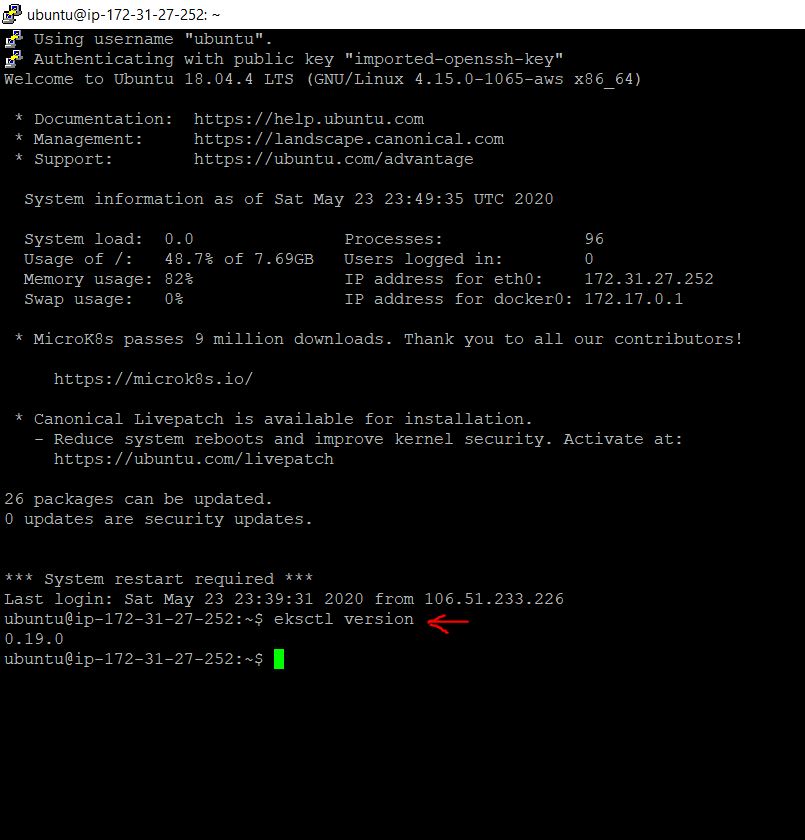 ubuntu@ip-172-31-27-252: ~
Using username "ubuntu".
Authenticating with public key "imported-openssh-key"
Welcome to Ubuntu 18.04.4 LTS (GNU/Linux 4.15.0-1065-aws x86_64)
* Documentation:  https://help.ubuntu.com
* Management:     https://landscape.canonical.com
* Support:        https://ubuntu.com/advantage
System information as of Sat May 23 23:49:35 UTC 2020
System load:  0.0               Processes:              96
Usage of /:   48.7% of 7.69GB   Users logged in:        0
Memory usage: 82%               IP address for eth0:    172.31.27.252
Swap usage:   0%                IP address for docker0: 172.17.0.1
* MicroK8s passes 9 million downloads. Thank you to all our contributors!
https://microk8s.io/
* Canonical Livepatch is available for installation.
- Reduce system reboots and improve kernel security. Activate at:
https://ubuntu.com/livepatch
26 packages can be updated.
0 updates are security updates.
*** System restart required ***
Last login: Sat May 23 23:39:31 2020 from 106.51.233.226
ubuntu@ip-172-31-27-252:~$ eksctl version
0.19.0
ubuntu@ip-172-31-27-252:~$